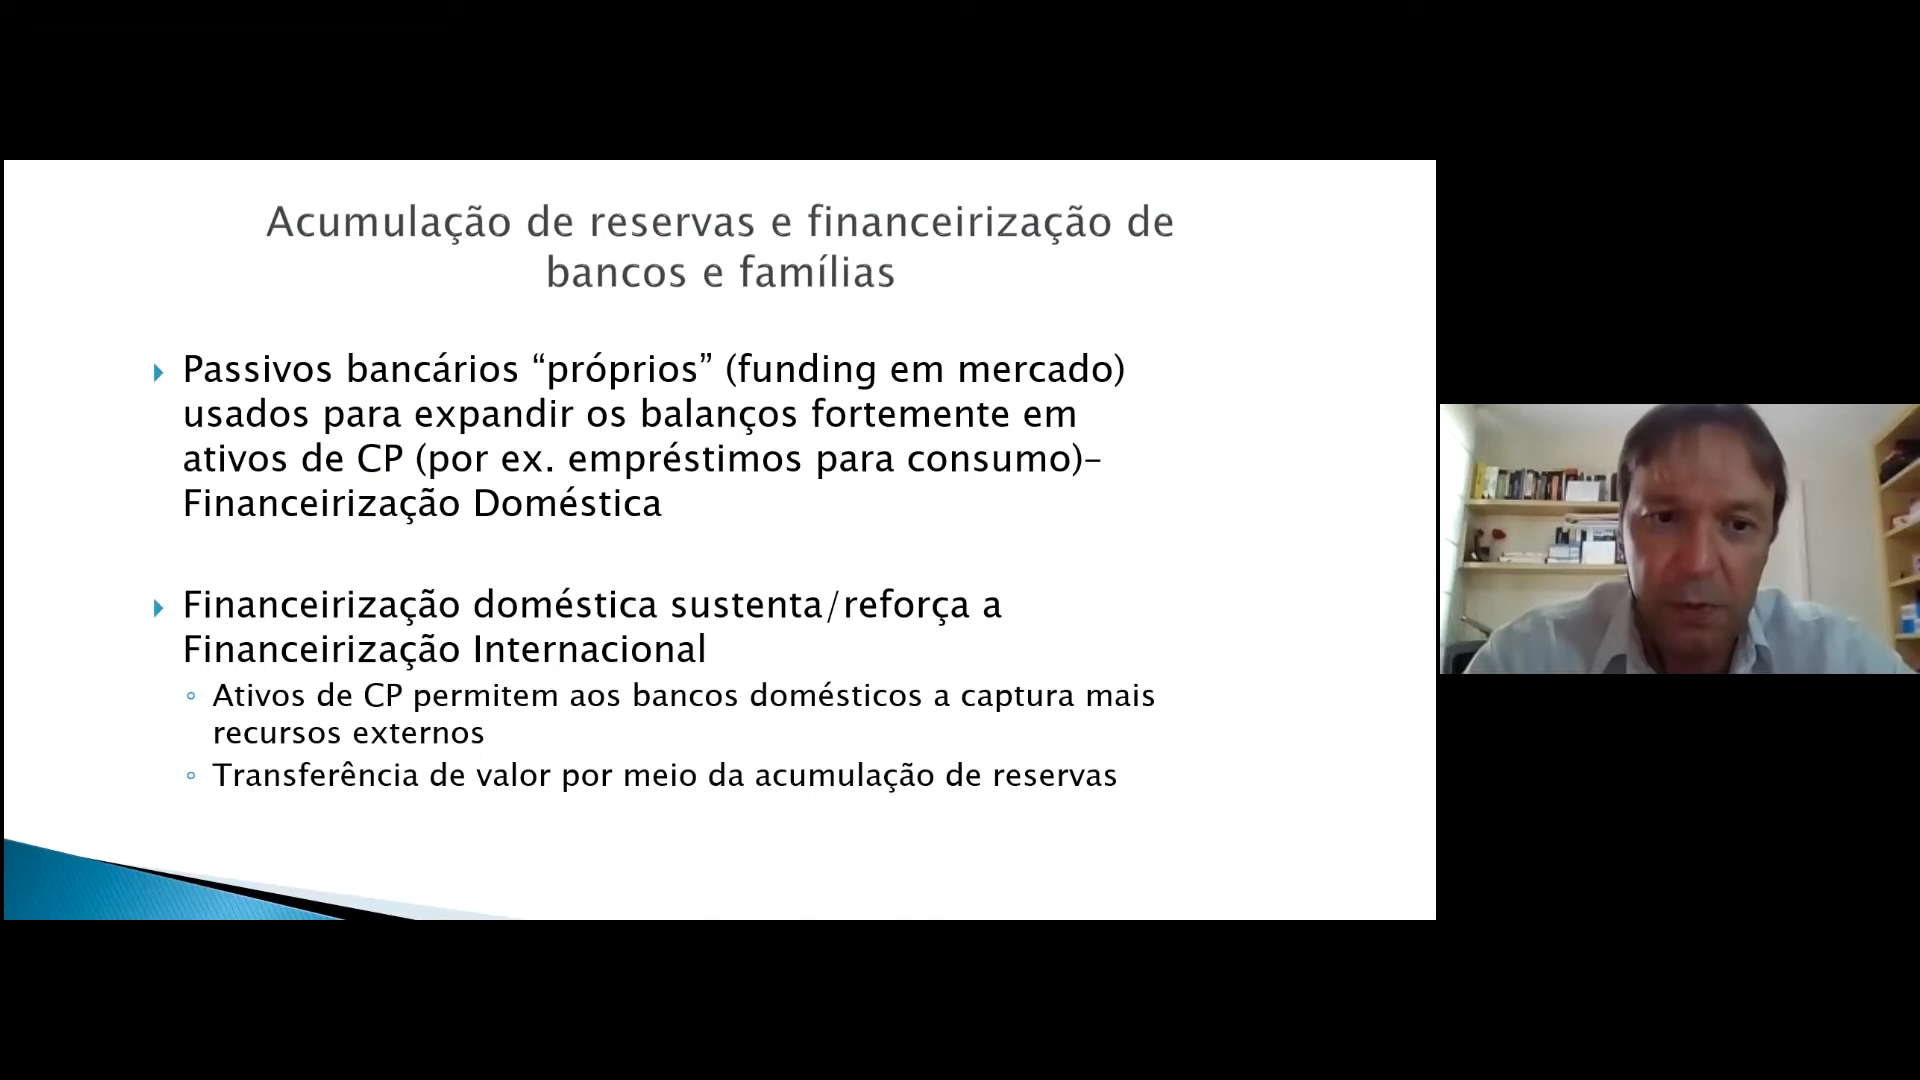 Acumulação de reservas e financeirização de
bancos e famílias
Passivos bancários “próprios” (funding em mercado)
usados para expandir os balanços fortemente em
ativos de CP (por ex. empréstimos para consumo)–
Financeirização Doméstica
Financeirização doméstica sustenta/reforça a
Financeirização Internacional
Ativos de CP permitem aos bancos domésticos a captura mais
recursos externos
Transferência de valor por meio da acumulação de reservas